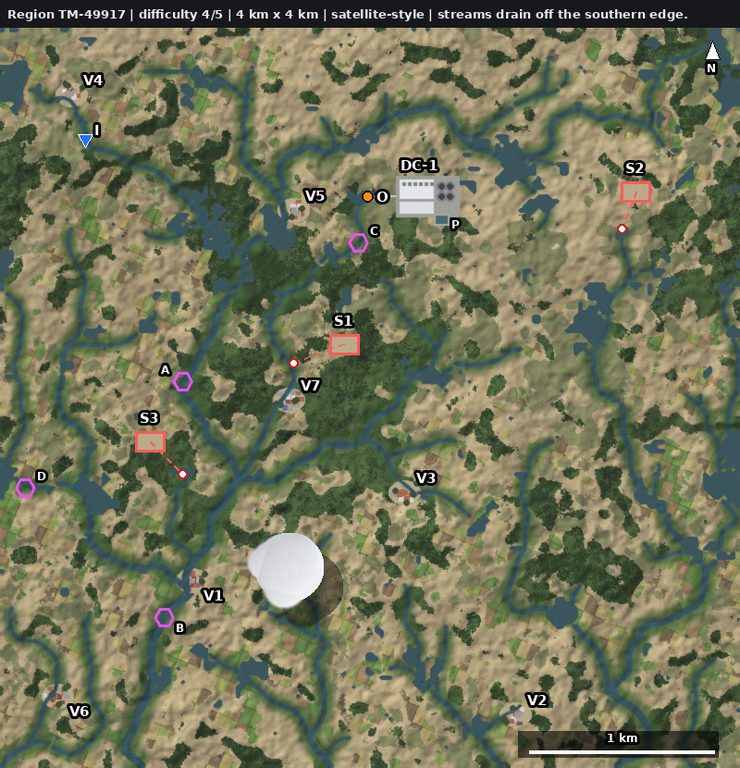 Region TM-49917 | difficulty 4/5 | 4 km x 4 km | satellite-style | streams drain off the southern edge.
N
V4
I
DC-1
S2
V5
O
P
C
S1
A
V7
S3
D
V3
V1
B
V6
V2
1 km